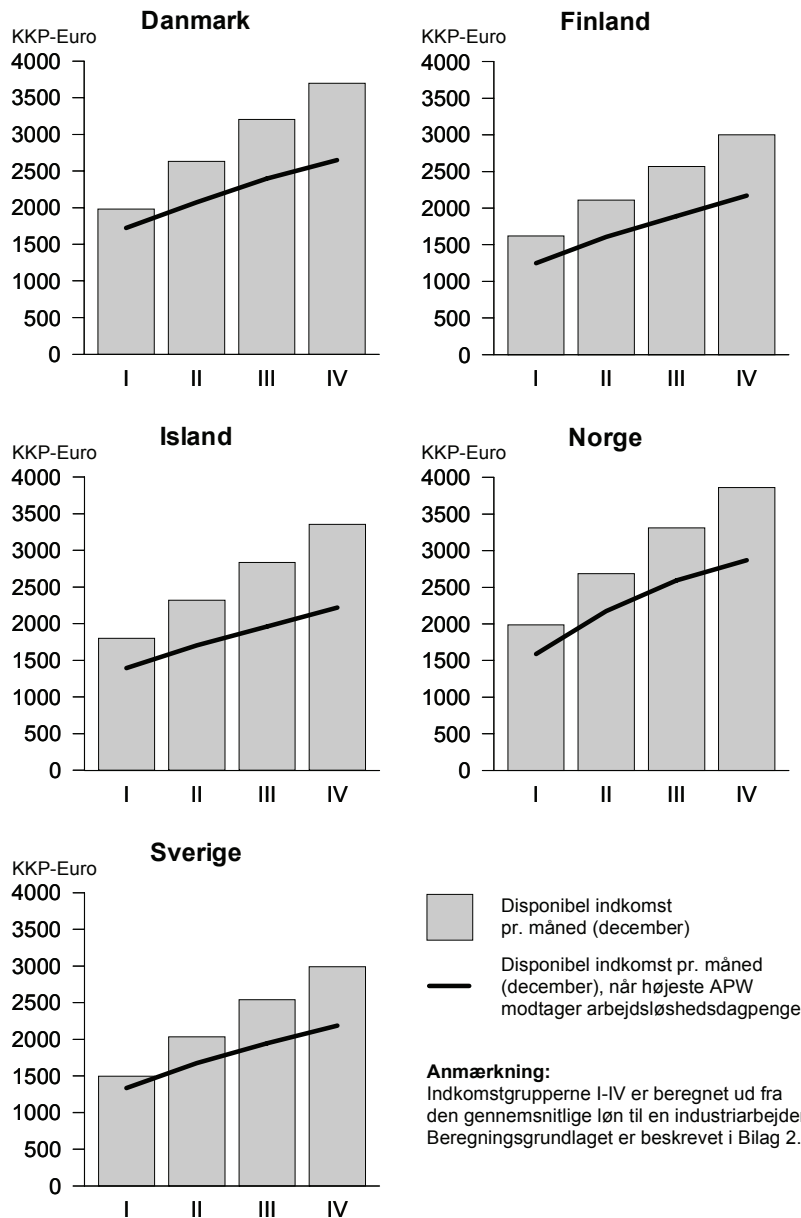 Danmark
KKP-Euro
4000
3500
3000
2500
2000
1500
1000
500
0
I II III IV
Finland
KKP-Euro
4000
3500
3000
2500
2000
1500
1000
500
0
I II III IV
Island
KKP-Euro
4000
3500
3000
2500
2000
1500
1000
500
0
I II III IV
Norge
KKP-Euro
4000
3500
3000
2500
2000
1500
1000
500
0
I II III IV
Sverige
KKP-Euro
4000
3500
3000
2500
2000
1500
1000
500
0
I II III IV
Disponibel indkomst
pr. måned (december)
Disponibel indkomst pr. måned
(december), når højeste APW
modtager arbejdsløshedsdagpenge
Anmærkning:
Indkomstgrupperne I-IV er beregnet ud fra
den gennemsnitlige løn til en industriarbejder
Beregningsgrundlaget er beskrevet i Bilag 2.